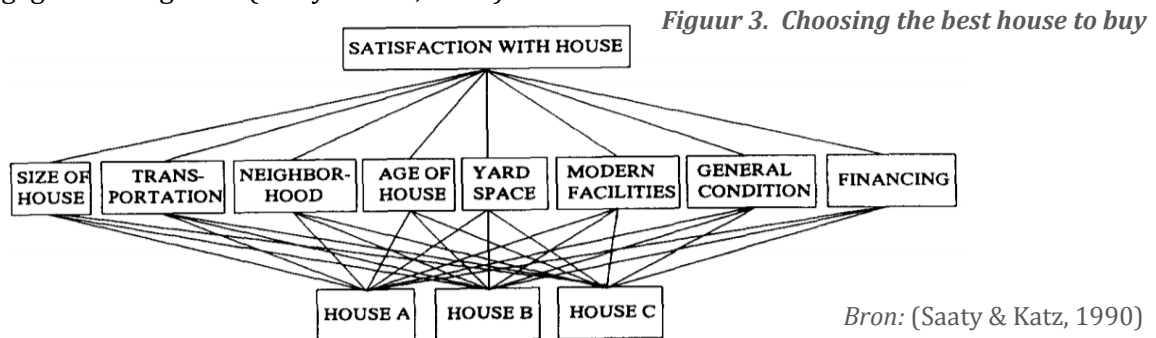 Figuur 3.  Choosing the best house to buy
SATISFACTION WITH HOUSE
SIZE OF
HOUSE
TRANS-
PORTATION
NEIGHBOR-
HOOD
AGE OF
HOUSE
YARD
SPACE
MODERN
FACILITIES
GENERAL
CONDITION
FINANCING
HOUSE A
HOUSE B
HOUSE C
Bron: (Saaty & Katz, 1990)